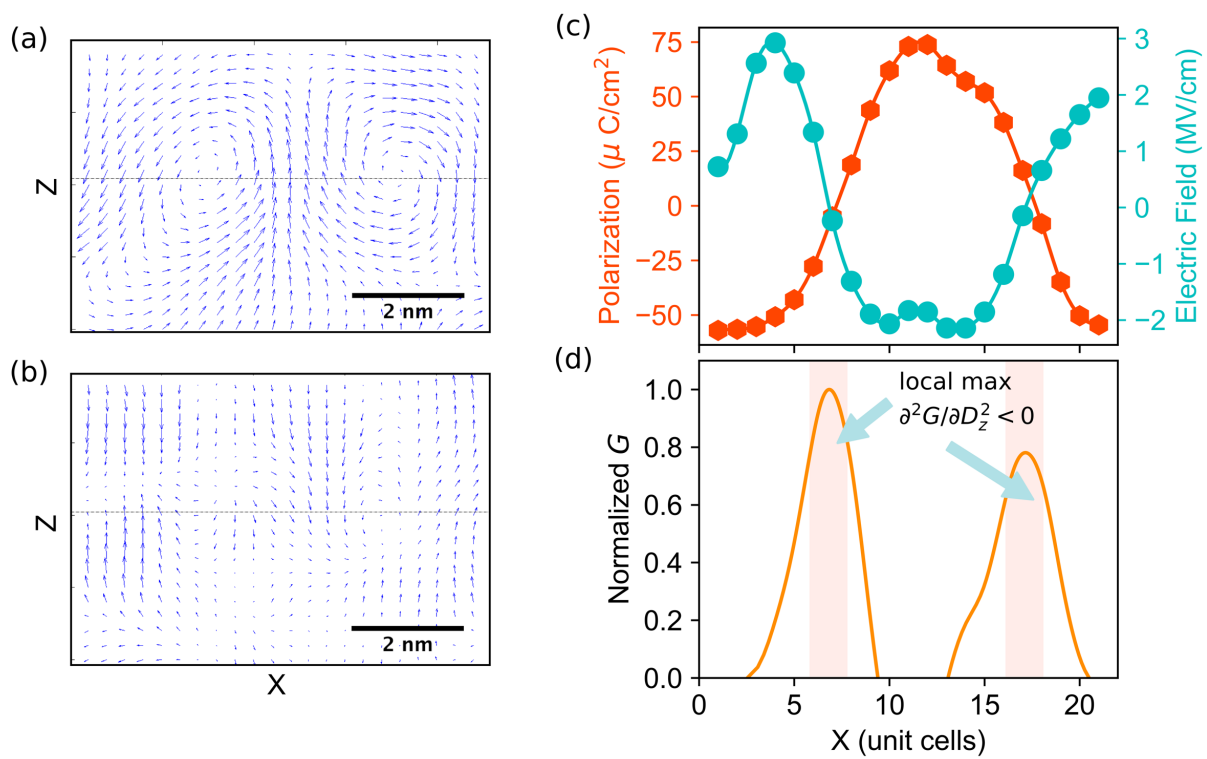 (a)
Z
2 nm
(b)
Z
2 nm
X
(c)
Polarization (μ C/cm²)
75
50
25
0
−25
−50
3
2
1
0
−1
−2
Electric Field (MV/cm)
(d)
Normalized G
1.0
0.8
0.6
0.4
0.2
0.0
local max
∂²G/∂D_z² < 0
0 5 10 15 20
X (unit cells)